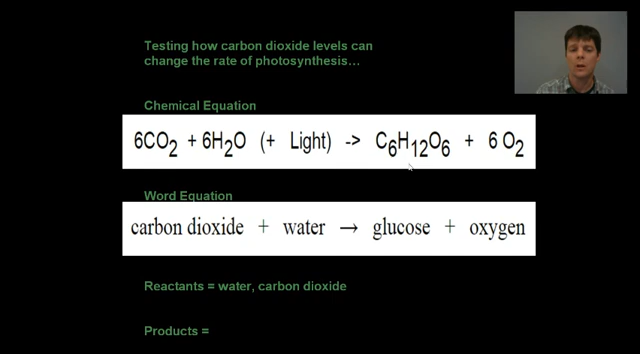 Testing how carbon dioxide levels can
change the rate of photosynthesis…
Chemical Equation
6CO₂ + 6H₂O (+ Light) -> C₆H₁₂O₆ + 6 O₂
Word Equation
carbon dioxide + water → glucose + oxygen
Reactants = water, carbon dioxide
Products =